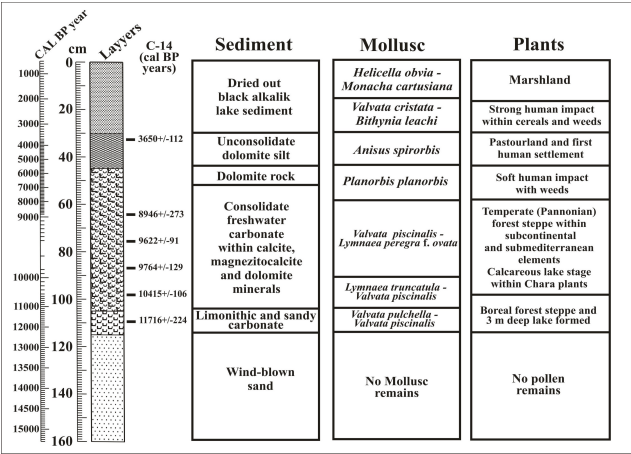 CAL BP year
cm
Layyers
C-14
(cal BP
years)
Sediment
Mollusc
Plants
1000
2000
3000
4000
5000
6000
7000
8000
9000
10000
11000
12000
13000
13500
14000
15000
0
20
40
60
80
100
120
140
160
3650+/-112
8946+/-273
9622+/-91
9764+/-129
10415+/-106
11716+/-224
Dried out
black alkalik
lake sediment
Unconsolidate
dolomite silt
Dolomite rock
Consolidate
freshwater
carbonate
within calcite,
magnezitocalcite
and dolomite
minerals
Limonithic and sandy
carbonate
Wind-blown
sand
Helicella obvia -
Monacha cartusiana
Valvata cristata -
Bithynia leachi
Anisus spirorbis
Planorbis planorbis
Valvata piscinalis -
Lymnaea peregra f. ovata
Lymnaea truncatula -
Valvata piscinalis
Valvata pulchella -
Valvata piscinalis
No Mollusc
remains
Marshland
Strong human impact
within cereals and weeds
Pastourland and first
human settlement
Soft human impact
with weeds
Temperate (Pannonian)
forest steppe within
subcontinental
and submediterranean
elements
Calcareous lake stage
within Chara plants
Boreal forest steppe and
3 m deep lake formed
No pollen
remains